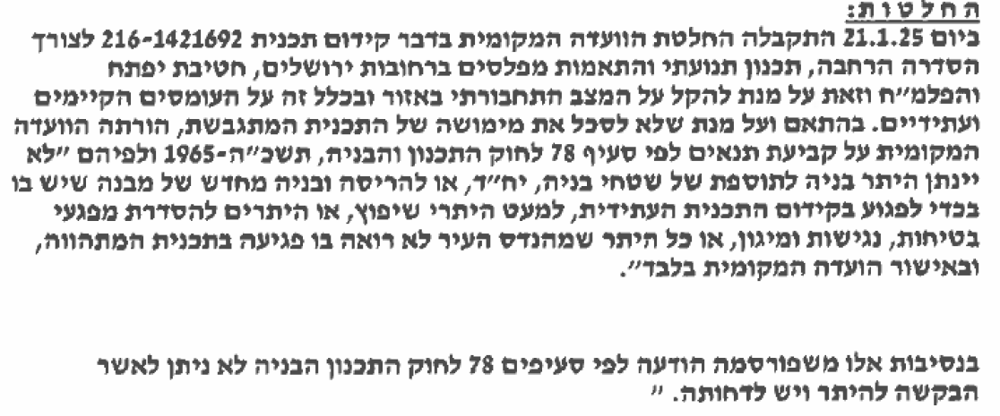 החלטות:
ביום 21.1.25 התקבלה החלטת הוועדה המקומית בדבר קידום תכנית 216-1421692 לצורך
הסדרה הרחבה, תכנון תנועתי והתאמות מפלסים ברחובות ירושלים, חטיבת יפתח
והפלמ״ח וזאת על מנת להקל על המצב התחבורתי באזור ובכלל זה על העומסים הקיימים
ועתידיים. בהתאם ועל מנת שלא לסכל את מימושה של התכנית המתגבשת, הורתה הוועדה
המקומית על קביעת תנאים לפי סעיף 78 לחוק התכנון והבניה, תשכ״ה-1965 ולפיהם ״לא
יינתן היתר בניה לתוספת של שטחי בניה, יח״ד, או להריסה ובניה מחדש של מבנה שיש בו
בכדי לפגוע בקידום התכנית העתידית, למעט היתרי שיפוץ, או היתרים להסדרת מפגעי
בטיחות, נגישות ומיגון, או כל היתר שמהנדס העיר לא רואה בו פגיעה בתכנית המתהווה,
ובאישור הועדה המקומית בלבד״.
בנסיבות אלו משפורסמה הודעה לפי סעיפים 78 לחוק התכנון הבניה לא ניתן לאשר
הבקשה להיתר ויש לדחותה. ״